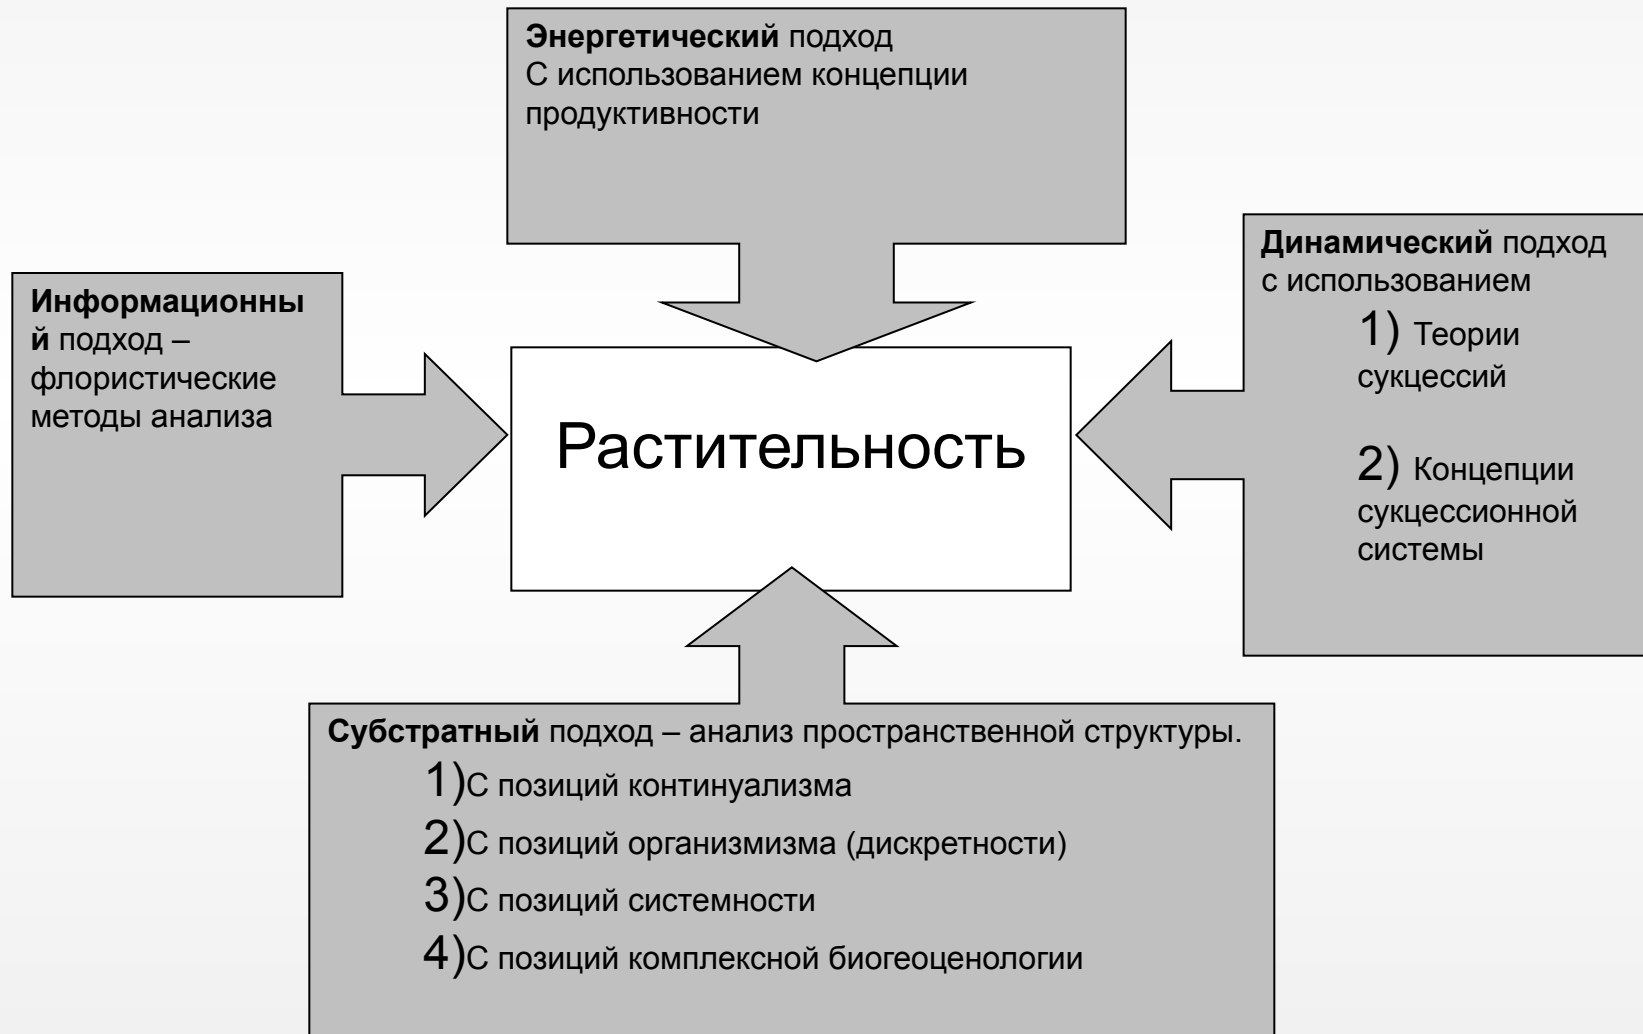 Энергетический подход
С использованием концепции
продуктивности
Информационны
й подход –
флористические
методы анализа
Растительность
Динамический подход
с использованием
1) Теории
сукцессий
2) Концепции
сукцессионной
системы
Субстратный подход – анализ пространственной структуры.
1)С позиций континуализма
2)С позиций организмизма (дискретности)
3)С позиций системности
4)С позиций комплексной биогеоценологии